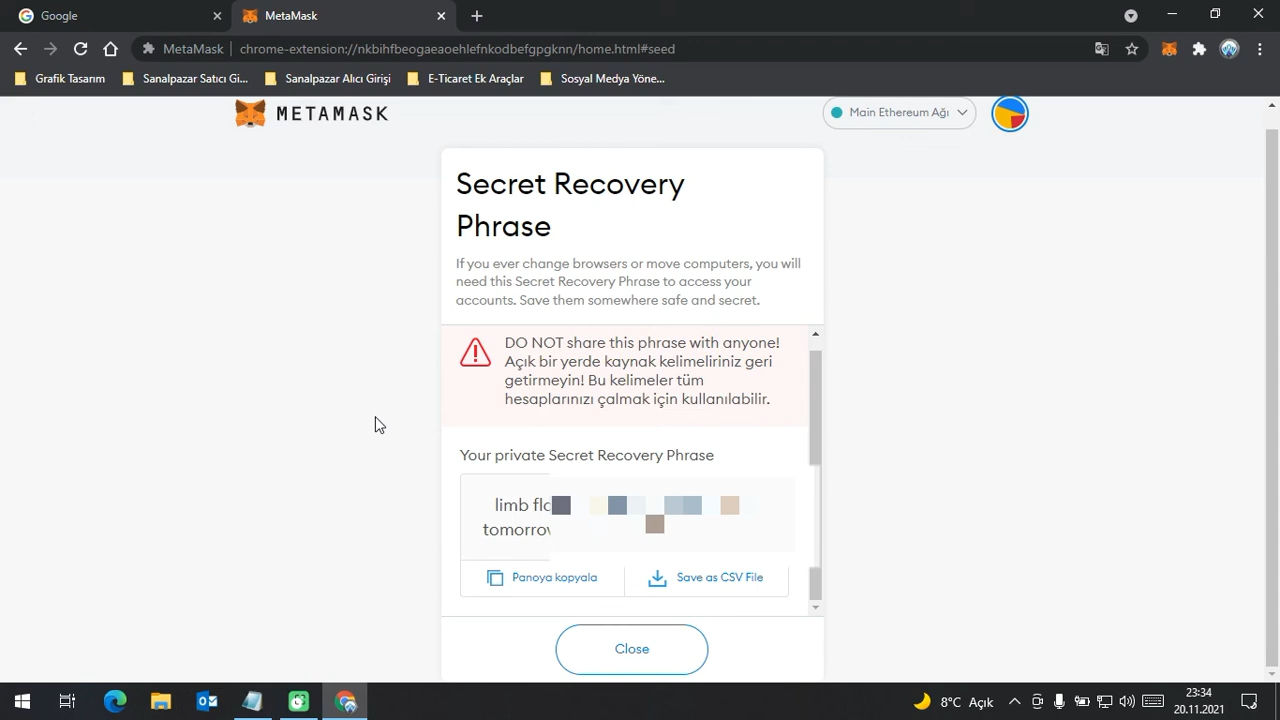 Google
MetaMask
MetaMask
chrome-extension://nkbihfbeogaeaoehlefnkodbefgpgknn/home.html#seed
Grafik Tasarım
Sanalpazar Satıcı Gi...
Sanalpazar Alıcı Girişi
E-Ticaret Ek Araçlar
Sosyal Medya Yöne...
METAMASK
Main Ethereum Ağı
Secret Recovery
Phrase
If you ever change browsers or move computers, you will
need this Secret Recovery Phrase to access your
accounts. Save them somewhere safe and secret.
DO NOT share this phrase with anyone!
Açık bir yerde kaynak kelimeliriniz geri
getirmeyin! Bu kelimeler tüm
hesaplarınızı çalmak için kullanılabilir.
Your private Secret Recovery Phrase
limb
Panoya kopyala
Save as CSV File
Close
8°C Açık
23:34
20.11.2021